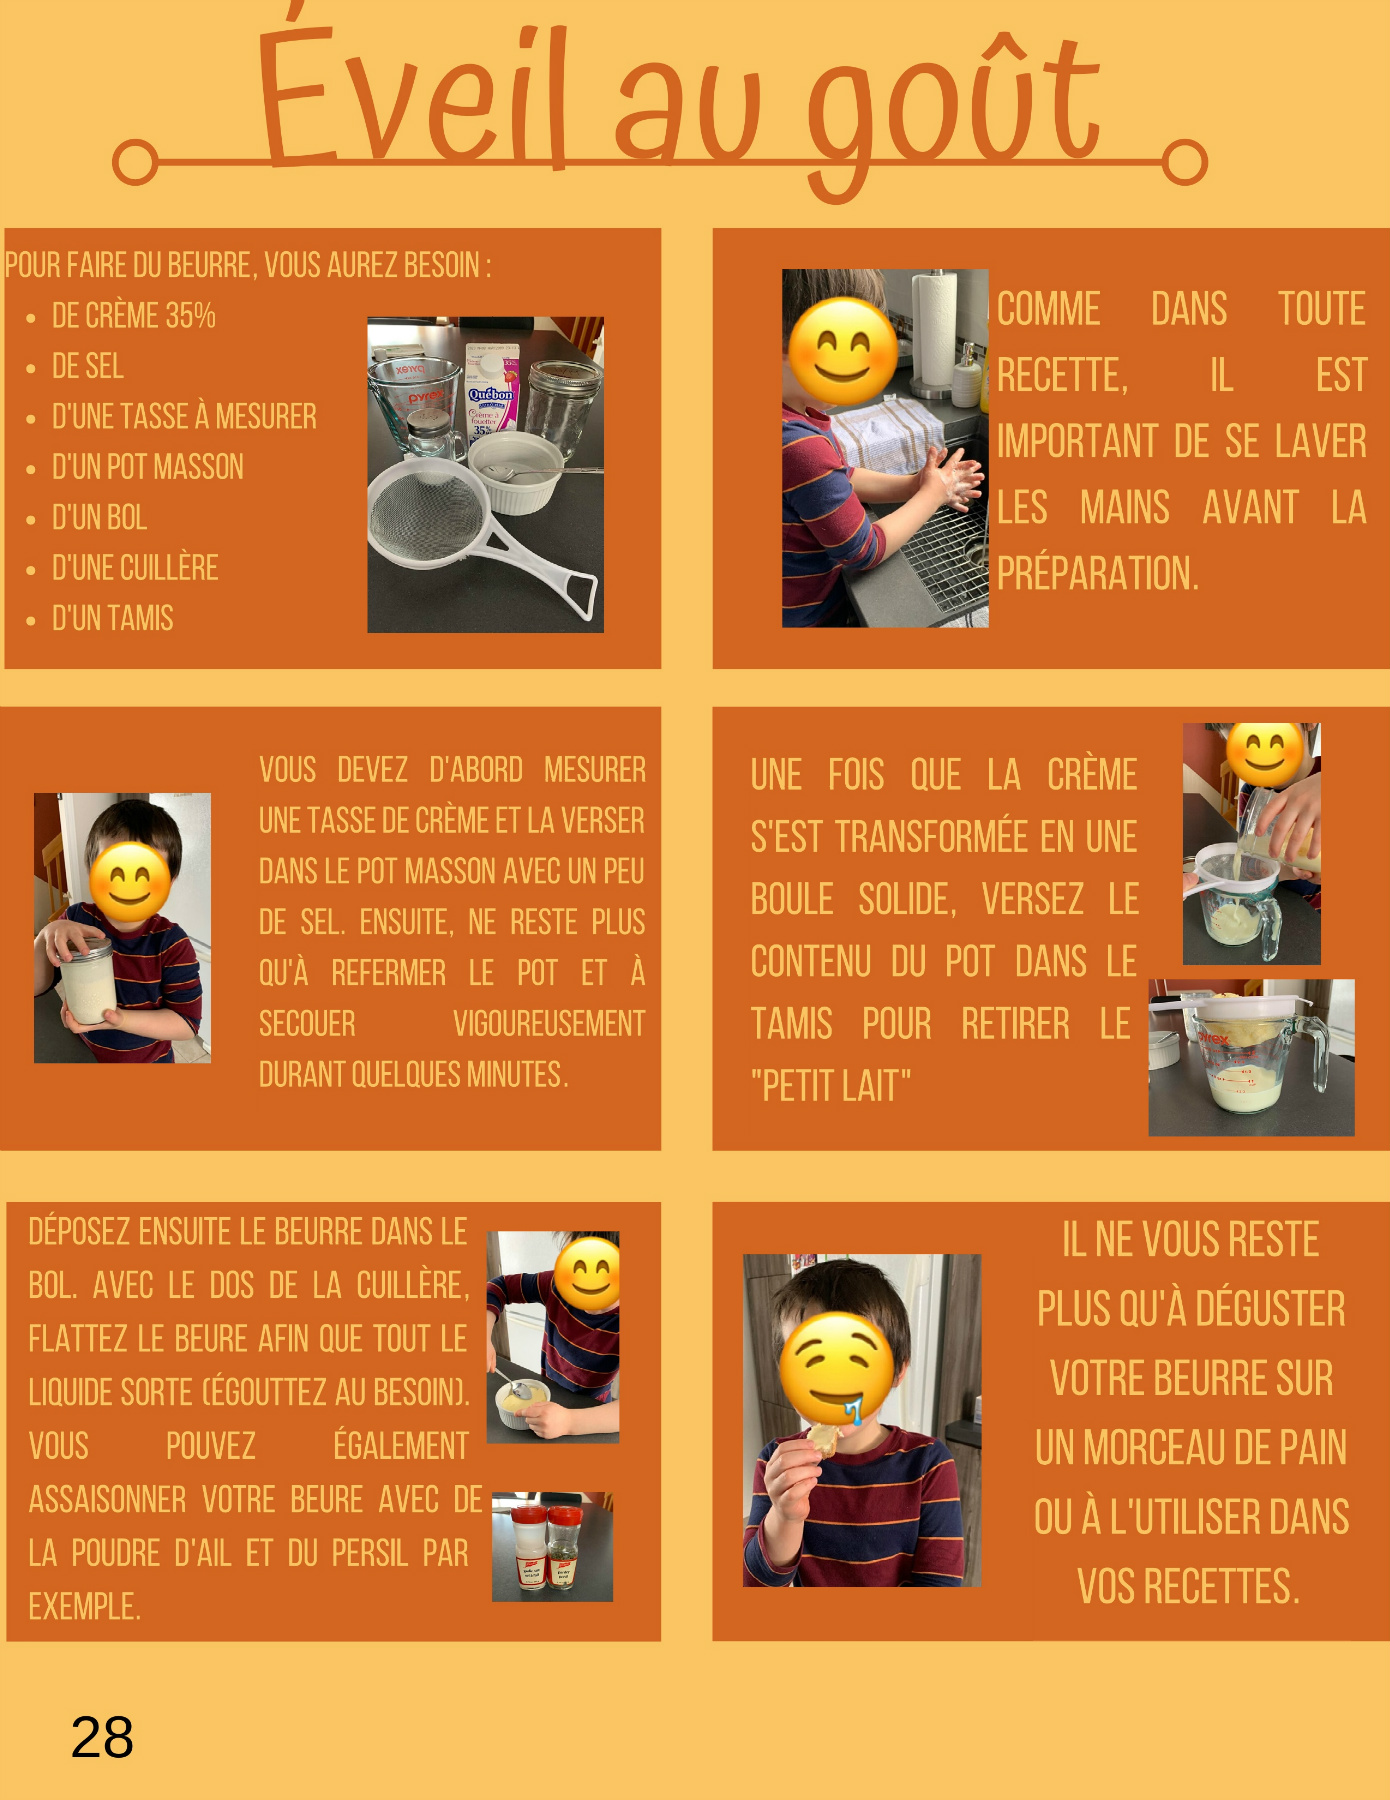 Éveil au goût
POUR FAIRE DU BEURRE, VOUS AUREZ BESOIN :
• DE CRÈME 35%
• DE SEL
• D'UNE TASSE À MESURER
• D'UN POT MASSON
• D'UN BOL
• D'UNE CUILLÈRE
• D'UN TAMIS
pyrex
Québon
Crème à
fouetter
35%
COMME DANS TOUTE
RECETTE, IL EST
IMPORTANT DE SE LAVER
LES MAINS AVANT LA
PRÉPARATION.
VOUS DEVEZ D'ABORD MESURER
UNE TASSE DE CRÈME ET LA VERSER
DANS LE POT MASSON AVEC UN PEU
DE SEL. ENSUITE, NE RESTE PLUS
QU'À REFERMER LE POT ET À
SECOUER VIGOUREUSEMENT
DURANT QUELQUES MINUTES.
UNE FOIS QUE LA CRÈME
S'EST TRANSFORMÉE EN UNE
BOULE SOLIDE, VERSEZ LE
CONTENU DU POT DANS LE
TAMIS POUR RETIRER LE
"PETIT LAIT"
pyrex
DÉPOSEZ ENSUITE LE BEURRE DANS LE
BOL. AVEC LE DOS DE LA CUILLÈRE,
FLATTEZ LE BEURE AFIN QUE TOUT LE
LIQUIDE SORTE (ÉGOUTTEZ AU BESOIN).
VOUS POUVEZ ÉGALEMENT
ASSAISONNER VOTRE BEURE AVEC DE
LA POUDRE D'AIL ET DU PERSIL PAR
EXEMPLE.
IL NE VOUS RESTE
PLUS QU'À DÉGUSTER
VOTRE BEURRE SUR
UN MORCEAU DE PAIN
OU À L'UTILISER DANS
VOS RECETTES.
28